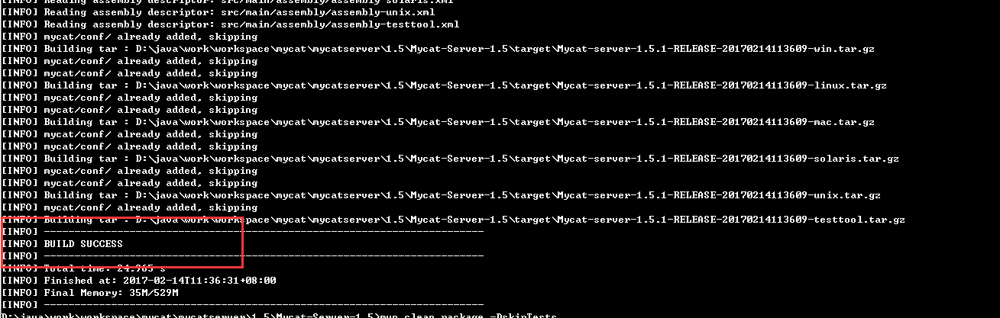 [INFO] Reading assembly descriptor: src/main/assembly/assembly-solaris.xml
[INFO] Reading assembly descriptor: src/main/assembly/assembly-unix.xml
[INFO] Reading assembly descriptor: src/main/assembly/assembly-testtool.xml
[INFO] mycat/conf/ already added, skipping
[INFO] Building tar : D:\java\work\workspace\mycat\mycatserver\1.5\Mycat-Server-1.5\target\Mycat-server-1.5.1-RELEASE-20170214113609-win.tar.gz
[INFO] mycat/conf/ already added, skipping
[INFO] mycat/conf/ already added, skipping
[INFO] Building tar : D:\java\work\workspace\mycat\mycatserver\1.5\Mycat-Server-1.5\target\Mycat-server-1.5.1-RELEASE-20170214113609-linux.tar.gz
[INFO] mycat/conf/ already added, skipping
[INFO] mycat/conf/ already added, skipping
[INFO] Building tar : D:\java\work\workspace\mycat\mycatserver\1.5\Mycat-Server-1.5\target\Mycat-server-1.5.1-RELEASE-20170214113609-mac.tar.gz
[INFO] mycat/conf/ already added, skipping
[INFO] mycat/conf/ already added, skipping
[INFO] Building tar : D:\java\work\workspace\mycat\mycatserver\1.5\Mycat-Server-1.5\target\Mycat-server-1.5.1-RELEASE-20170214113609-solaris.tar.gz
[INFO] mycat/conf/ already added, skipping
[INFO] mycat/conf/ already added, skipping
[INFO] Building tar : D:\java\work\workspace\mycat\mycatserver\1.5\Mycat-Server-1.5\target\Mycat-server-1.5.1-RELEASE-20170214113609-unix.tar.gz
[INFO] mycat/conf/ already added, skipping
[INFO] Building tar : D:\java\work\workspace\mycat\mycatserver\1.5\Mycat-Server-1.5\target\Mycat-server-1.5.1-RELEASE-20170214113609-testtool.tar.gz
[INFO] ------------------------------------------------------------------------
[INFO] BUILD SUCCESS
[INFO] ------------------------------------------------------------------------
[INFO] Total time: 24.965 s
[INFO] Finished at: 2017-02-14T11:36:31+08:00
[INFO] Final Memory: 35M/529M
[INFO] ------------------------------------------------------------------------
D:\java\work\workspace\mycat\mycatserver\1.5\Mycat-Server-1.5>mvn clean package -DskipTests